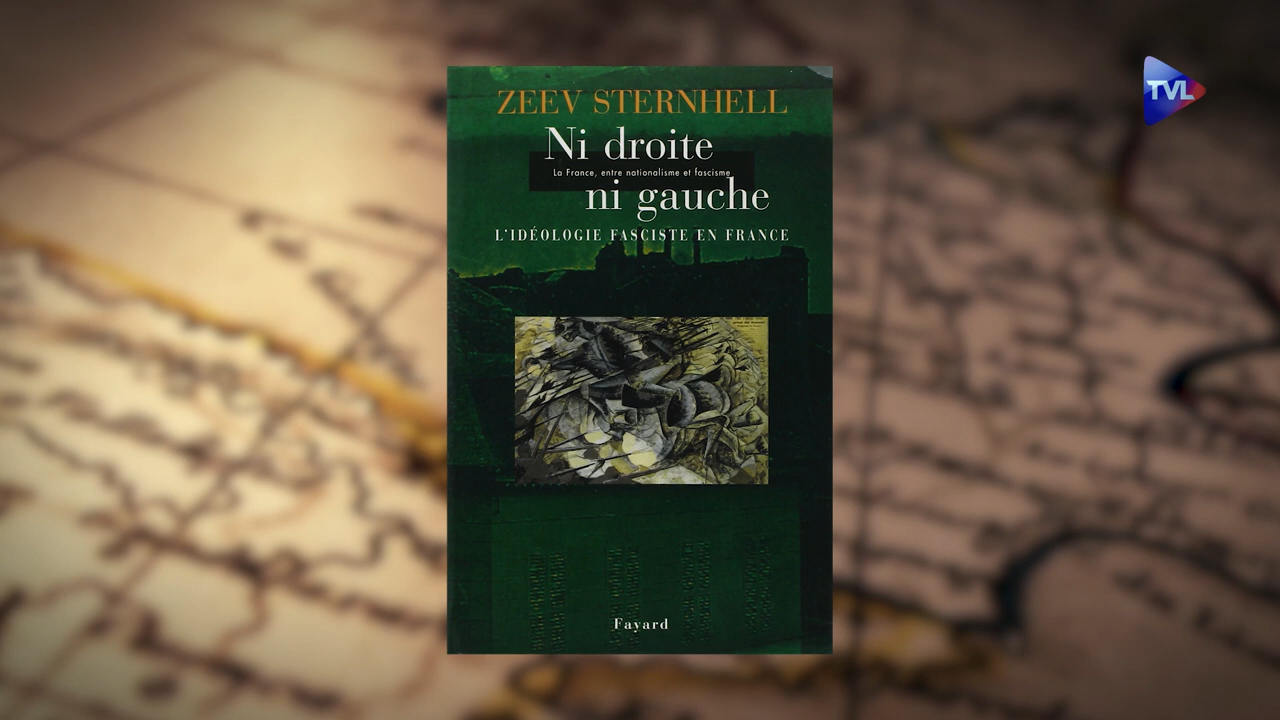 TVL
ZEEV STERNHELL
Ni droite
La France, entre nationalisme et fascisme
ni gauche
L'IDÉOLOGIE FASCISTE EN FRANCE
Fayard